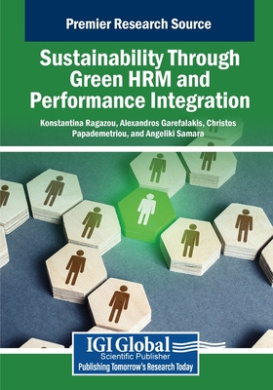 Premier Research Source
Sustainability Through
Green HRM and
Performance Integration
Konstantina Ragazou, Alexandros Garefalakis, Christos
Papademetriou, and Angeliki Samara
IGI Global
Scientific Publisher
Publishing Tomorrow's Research Today